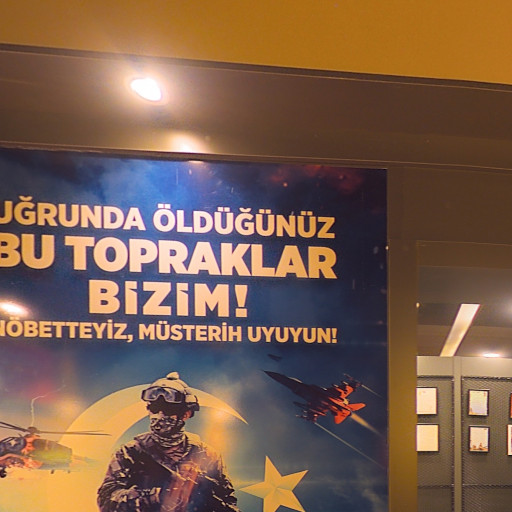 UĞRUNDA ÖLDÜĞÜNÜZ
BU TOPRAKLAR
BİZİM!
NÖBETTEYİZ, MÜSTERİH UYUYUN!